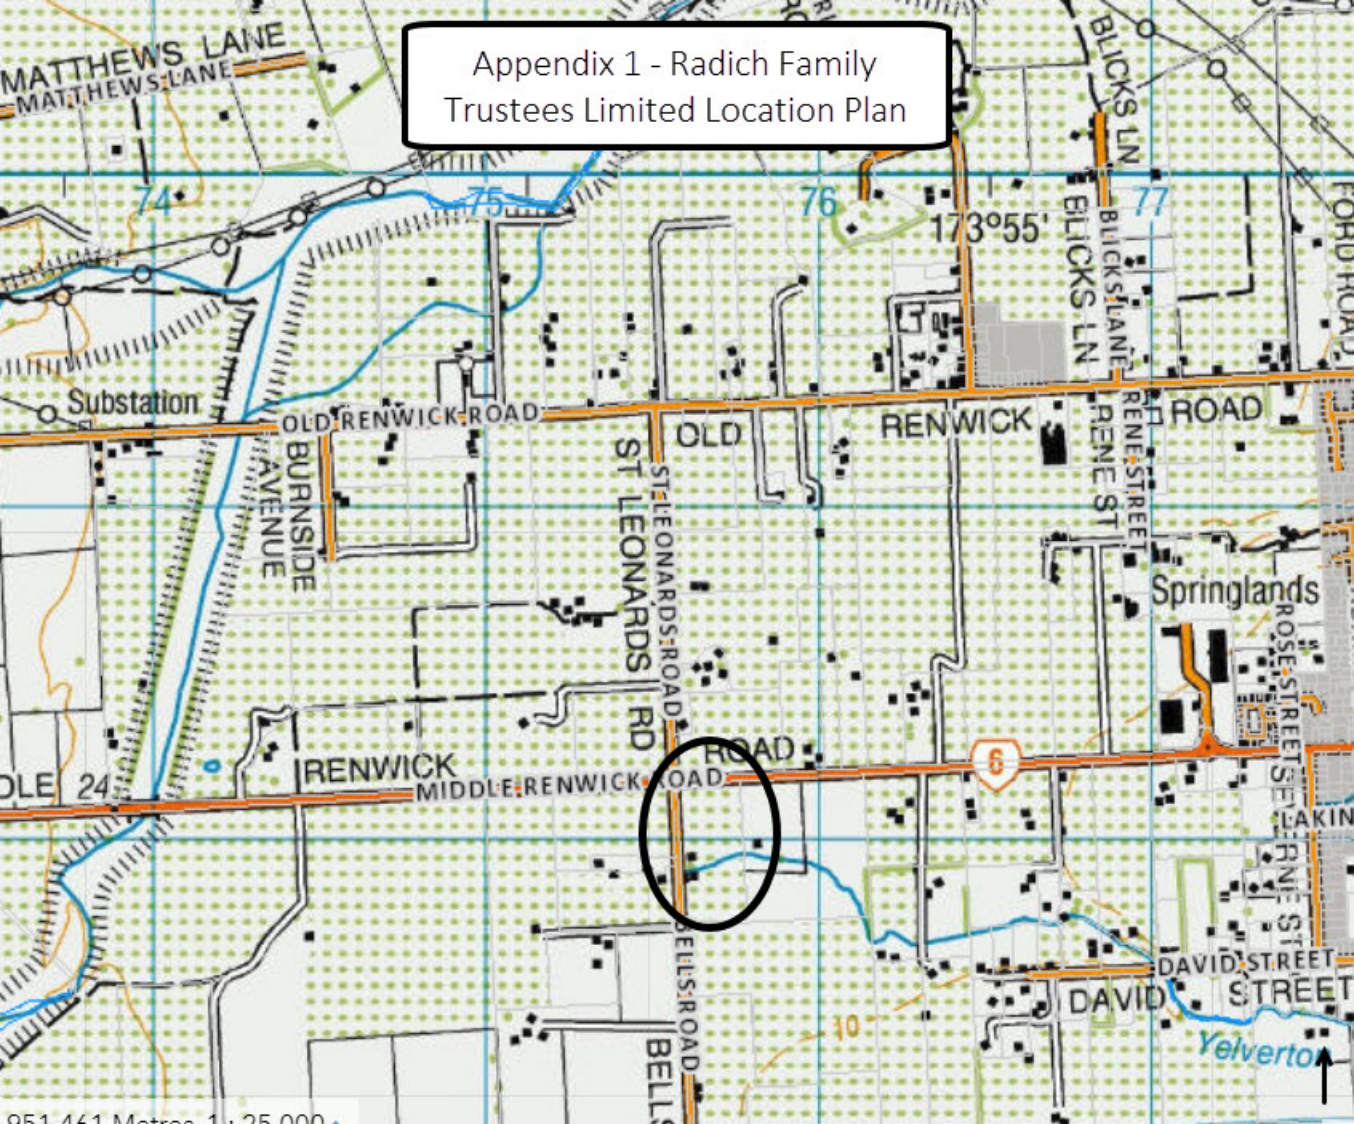 Appendix 1 - Radich Family
Trustees Limited Location Plan
MATTHEWS LANE
MATTHEWS LANE
BLICKS LN
74
75
76
77
173°55'
BLICKS LN
BLICKS LANE
FORD ROAD
Substation
OLD RENWICK ROAD
OLD
RENWICK
ROAD
BURNSIDE
AVENUE
ST LEONARDS RD
ST LEONARDS ROAD
RENE ST
RENE STREET
Springlands
ROSE STREET
ROAD
6
24
RENWICK
MIDDLE RENWICK ROAD
LAKIN
BELLS ROAD
DAVID STREET
DAVID
STREET
10
BELLS
Yelverton
951 461 Metres 1 : 25 000